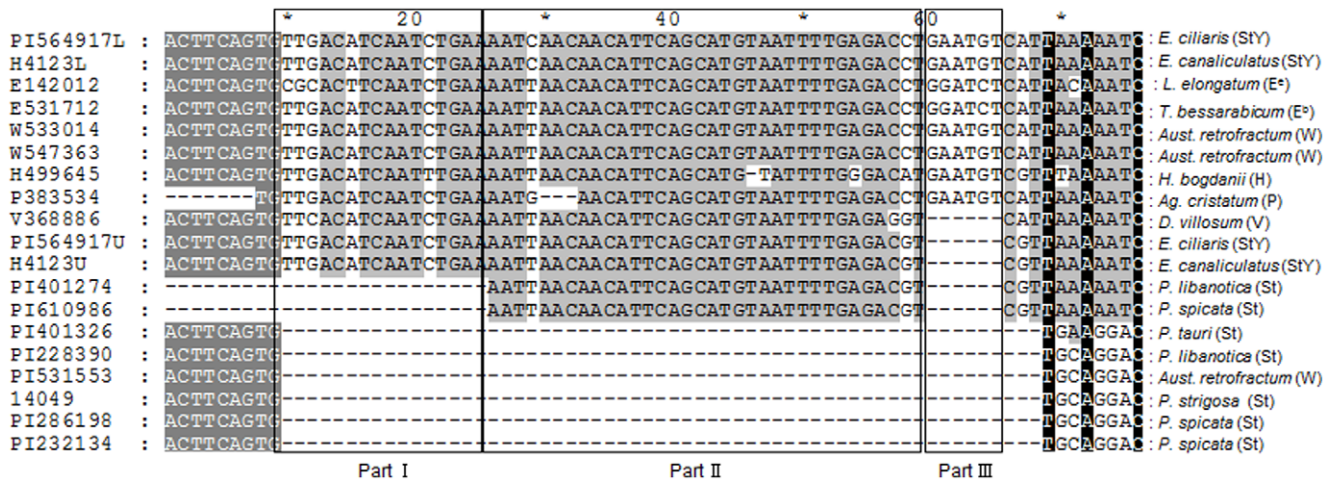 * 20 * 40 * 60 *
PI564917L : ACTTCAGTGTTGACATCAATCTGAAAATCAACAACATTCAGCATGTAATTTTGAGACCTGAATGTCATTAAAAATC : E. ciliaris (StY)
H4123L : ACTTCAGTGTTGACATCAATCTGAAAATCAACAACATTCAGCATGTAATTTTGAGACCTGAATGTCATTAAAAATC : E. canaliculatus (StY)
E142012 : ACTTCAGTGCGCACTTCAATCTGAAAATTAACAACATTCAGCATGTAATTTTGAGACCTGGATCTCATTACAAATC : L. elongatum (Eᵉ)
E531712 : ACTTCAGTGTTGACATCAATCTGAAAATTAACAACATTCAGCATGTAATTTTGAGACCTGGATCTCATTAAAAATC : T. bessarabicum (Eᵇ)
W533014 : ACTTCAGTGTTGACATCAATCTGAAAATTAACAACATTCAGCATGTAATTTTGAGACCTGAATGTCATTAAAAATC : Aust. retrofractum (W)
W547363 : ACTTCAGTGTTGACATCAATCTGAAAATTAACAACATTCAGCATGTAATTTTGAGACCTGAATGTCATTAAAAATC : Aust. retrofractum (W)
H499645 : ACTTCAGTGTTGACATCAATTTGAAAATTAACAACATTCAGCATG-TATTTTGGGACATGAATGTCGTTTAAAATC : H. bogdanii (H)
P383534 : -------TGTTGACATCAATCTGAAAATG---AACATTCAGCATGTAATTTTGAGACCTGAATGTCATTAAAAATC : Ag. cristatum (P)
V368886 : ACTTCAGTGTTCACATCAATCTGAAAATTAACAACATTCAGCATGTAATTTTGAGAGGT------CATTAAAAATC : D. villosum (V)
PI564917U : ACTTCAGTGTTGACATCAATCTGAAAATTAACAACATTCAGCATGTAATTTTGAGACGT------CGTTAAAAATC : E. ciliaris (StY)
H4123U : ACTTCAGTGTTGACATCAATCTGAAAATTAACAACATTCAGCATGTAATTTTGAGACGT------CGTTAAAAATC : E. canaliculatus (StY)
PI401274 : -------------------------AATTAACAACATTCAGCATGTAATTTTGAGACGT------CGTTAAAAATC : P. libanotica (St)
PI610986 : -------------------------AATTAACAACATTCAGCATGTAATTTTGAGACGT------CGTTAAAAATC : P. spicata (St)
PI401326 : ACTTCAGTG-----------------------------------------------------------TGAAGGAC : P. tauri (St)
PI228390 : ACTTCAGTG-----------------------------------------------------------TGCAGGAC : P. libanotica (St)
PI531553 : ACTTCAGTG-----------------------------------------------------------TGCAGGAC : Aust. retrofractum (W)
14049 : ACTTCAGTG-----------------------------------------------------------TGCAGGAC : P. strigosa (St)
PI286198 : ACTTCAGTG-----------------------------------------------------------TGCAGGAC : P. spicata (St)
PI232134 : ACTTCAGTG-----------------------------------------------------------TGCAGGAC : P. spicata (St)
Part Ⅰ Part Ⅱ Part Ⅲ